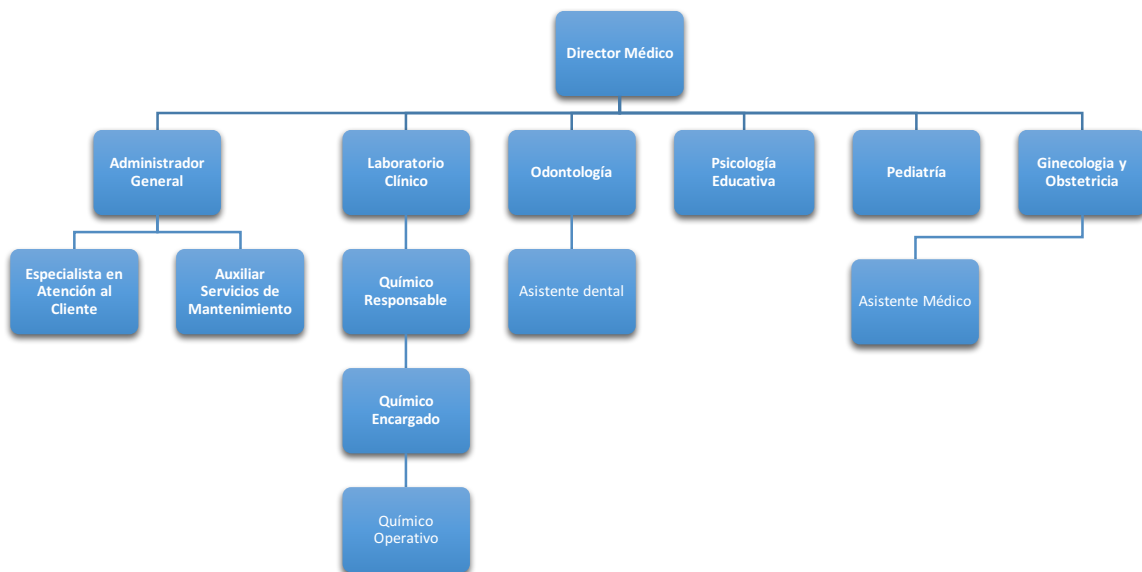 Director Médico
Administrador
General
Laboratorio
Clínico
Odontología
Psicología
Educativa
Pediatría
Ginecologia y
Obstetricia
Especialista en
Atención al
Cliente
Auxiliar
Servicios de
Mantenimiento
Químico
Responsable
Asistente dental
Asistente Médico
Químico
Encargado
Químico
Operativo